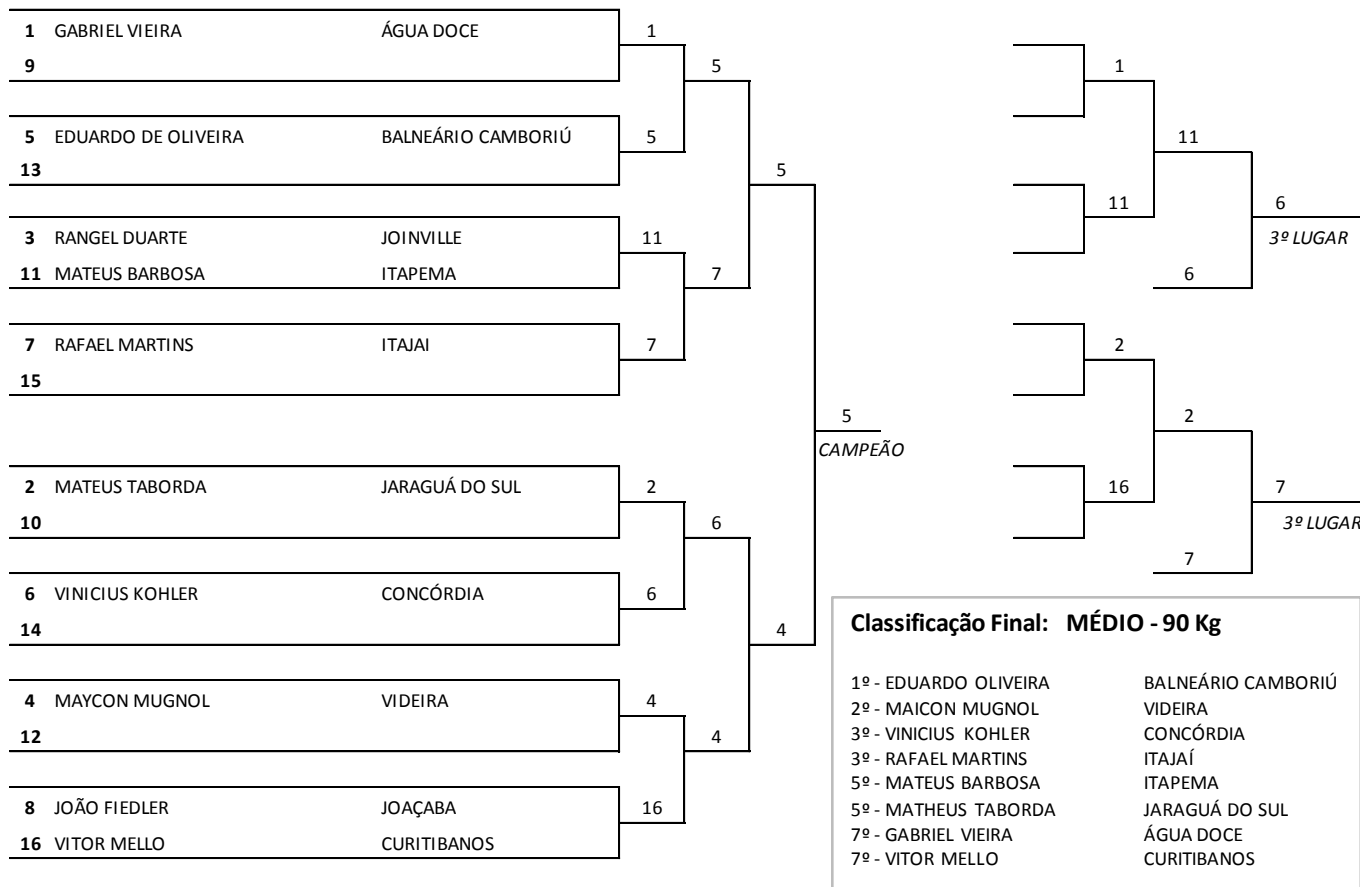 1 GABRIEL VIEIRA ÁGUA DOCE
9
1
5
5 EDUARDO DE OLIVEIRA BALNEÁRIO CAMBORIÚ
13
5
5
3 RANGEL DUARTE JOINVILLE
11 MATEUS BARBOSA ITAPEMA
11
7
7 RAFAEL MARTINS ITAJAI
15
7
5
CAMPEÃO
2 MATEUS TABORDA JARAGUÁ DO SUL
10
2
6
6 VINICIUS KOHLER CONCÓRDIA
14
6
4
4 MAYCON MUGNOL VIDEIRA
12
4
4
8 JOÃO FIEDLER JOAÇABA
16 VITOR MELLO CURITIBANOS
16
1
11
11
6
3º LUGAR
6
2
2
16
7
3º LUGAR
7
Classificação Final: MÉDIO - 90 Kg
1º - EDUARDO OLIVEIRA BALNEÁRIO CAMBORIÚ
2º - MAICON MUGNOL VIDEIRA
3º - VINICIUS KOHLER CONCÓRDIA
3º - RAFAEL MARTINS ITAJAÍ
5º - MATEUS BARBOSA ITAPEMA
5º - MATHEUS TABORDA JARAGUÁ DO SUL
7º - GABRIEL VIEIRA ÁGUA DOCE
7º - VITOR MELLO CURITIBANOS